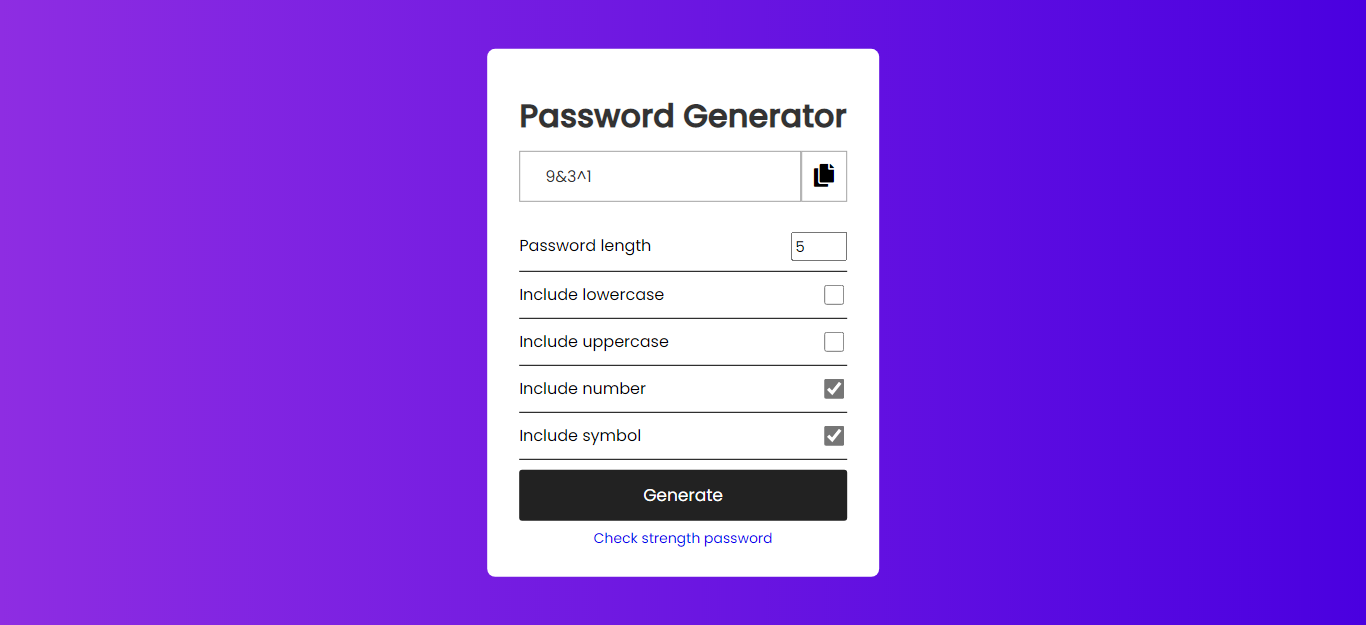 Password Generator
9&3^1
Password length 5
Include lowercase
Include uppercase
Include number
Include symbol
Generate
Check strength password